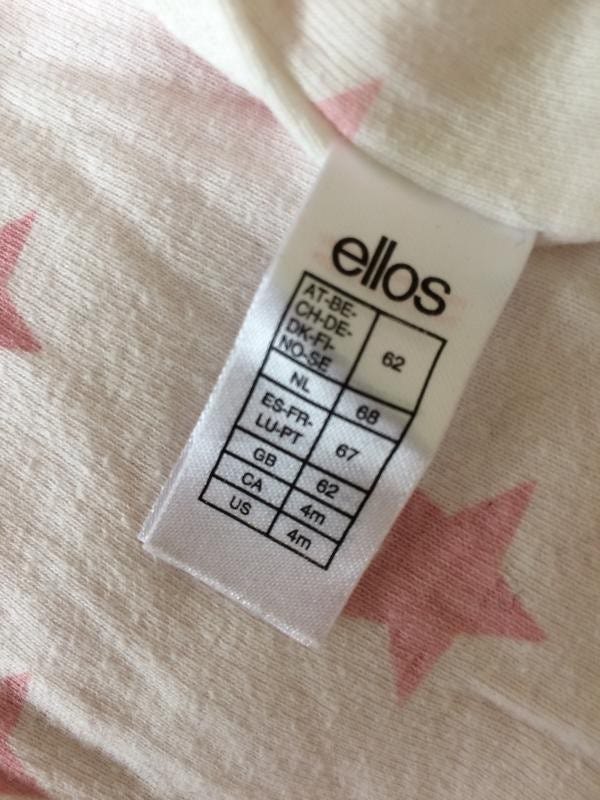 ellos
AT-BE-
CH-DE-
DK-FI-
NO-SE
62
NL
68
ES-FR-
LU-PT
67
GB
62
CA
4m
US
4m